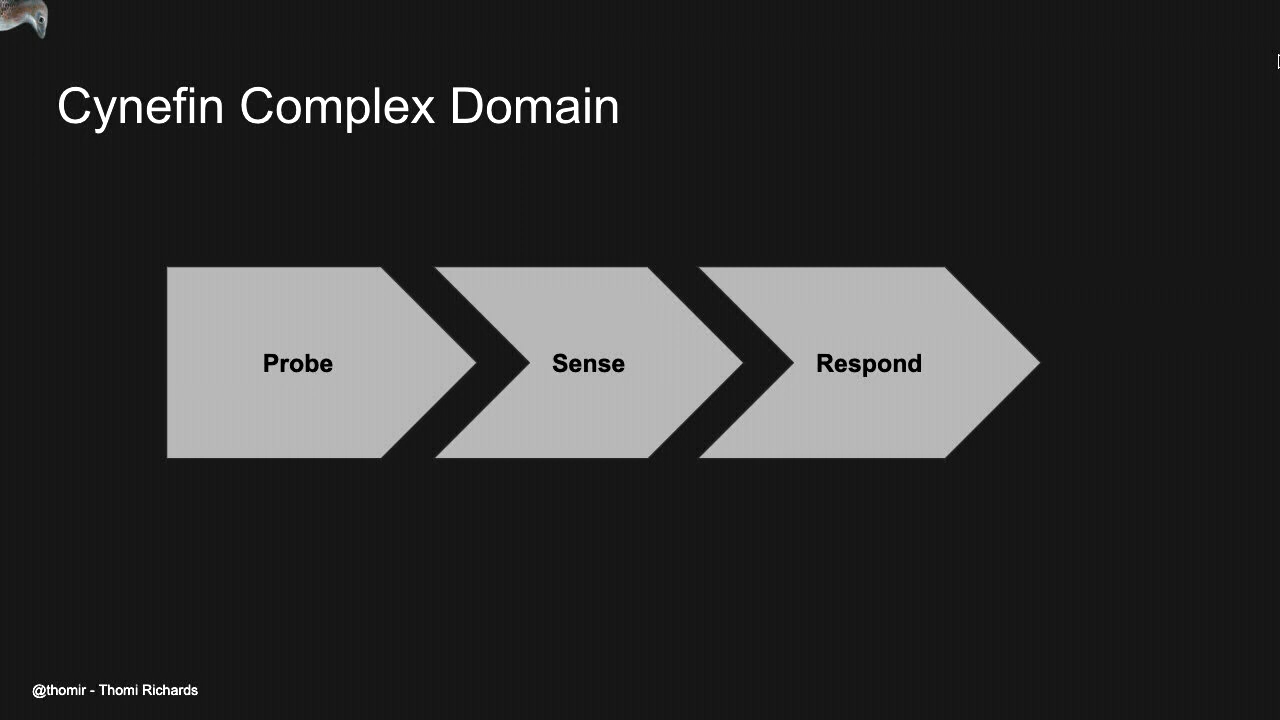 Cynefin Complex Domain
Probe
Sense
Respond
@thomir - Thomi Richards